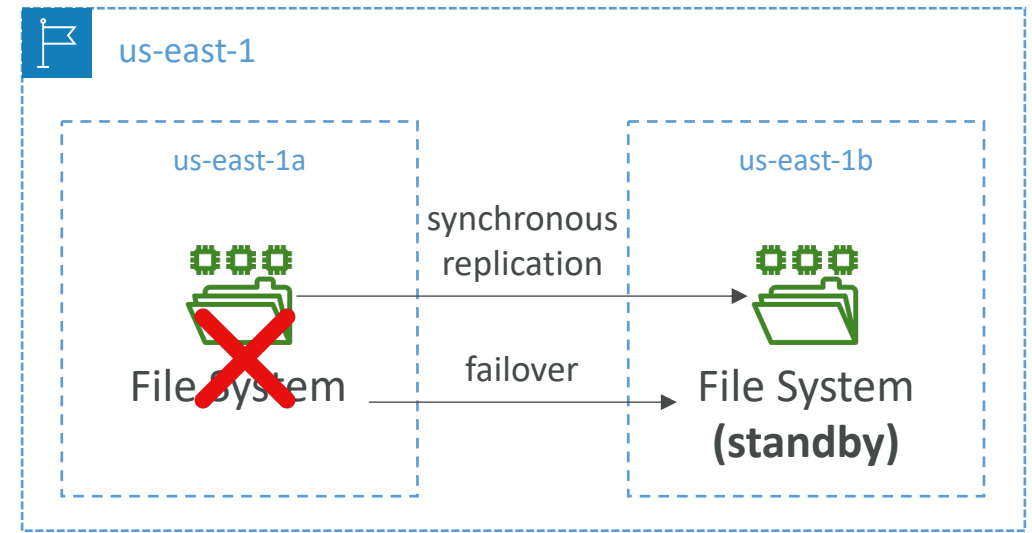 us-east-1
us-east-1a
us-east-1b
synchronous
replication
failover
File System
File System
(standby)